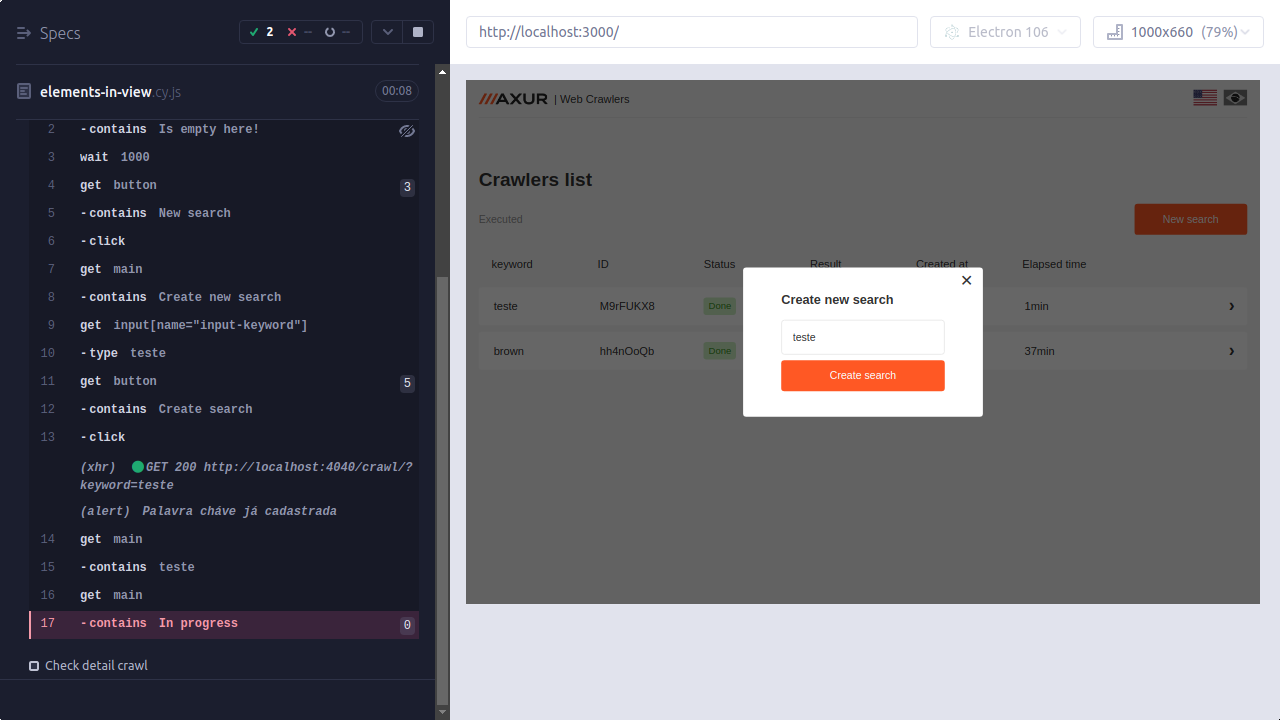 Specs
2
--
--
elements-in-view.cy.js
00:08
2 -contains Is empty here!
3 wait 1000
4 get button 3
5 -contains New search
6 -click
7 get main
8 -contains Create new search
9 get input[name="input-keyword"]
10 -type teste
11 get button 5
12 -contains Create search
13 -click
(xhr) GET 200 http://localhost:4040/crawl/?
keyword=teste
(alert) Palavra cháve já cadastrada
14 get main
15 -contains teste
16 get main
17 -contains In progress 0
Check detail crawl
http://localhost:3000/
Electron 106
1000x660 (79%)
AXUR | Web Crawlers
Crawlers list
Executed
New search
keyword ID Status Result Created at Elapsed time
teste M9rFUKX8 Done 1min ›
brown hh4nOoQb Done 37min ›
✕
Create new search
teste
Create search